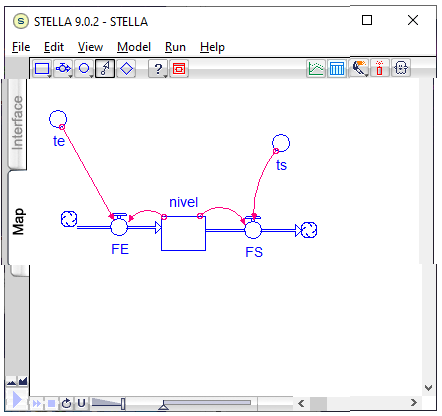 STELLA 9.0.2 - STELLA
File Edit View Model Run Help
?
Interface
Map
te
ts
nivel
FE
FS
U